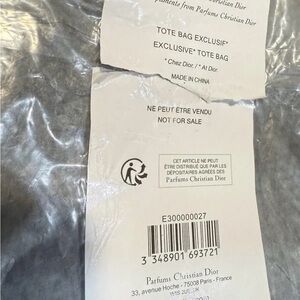 Christian Dior
from Parfums Christian Dior
TOTE BAG EXCLUSIF*
EXCLUSIVE* TOTE BAG
* Chez Dior. / * At Dior.
MADE IN CHINA
NE PEUT ÊTRE VENDU
NOT FOR SALE
CET ARTICLE NE PEUT
ÊTRE DISTRIBUÉ QUE PAR LES
DÉPOSITAIRES AGRÉÉS DES
Parfums Christian Dior
E300000027
3 348901 693721
Parfums Christian Dior
33, avenue Hoche - 75008 Paris - France